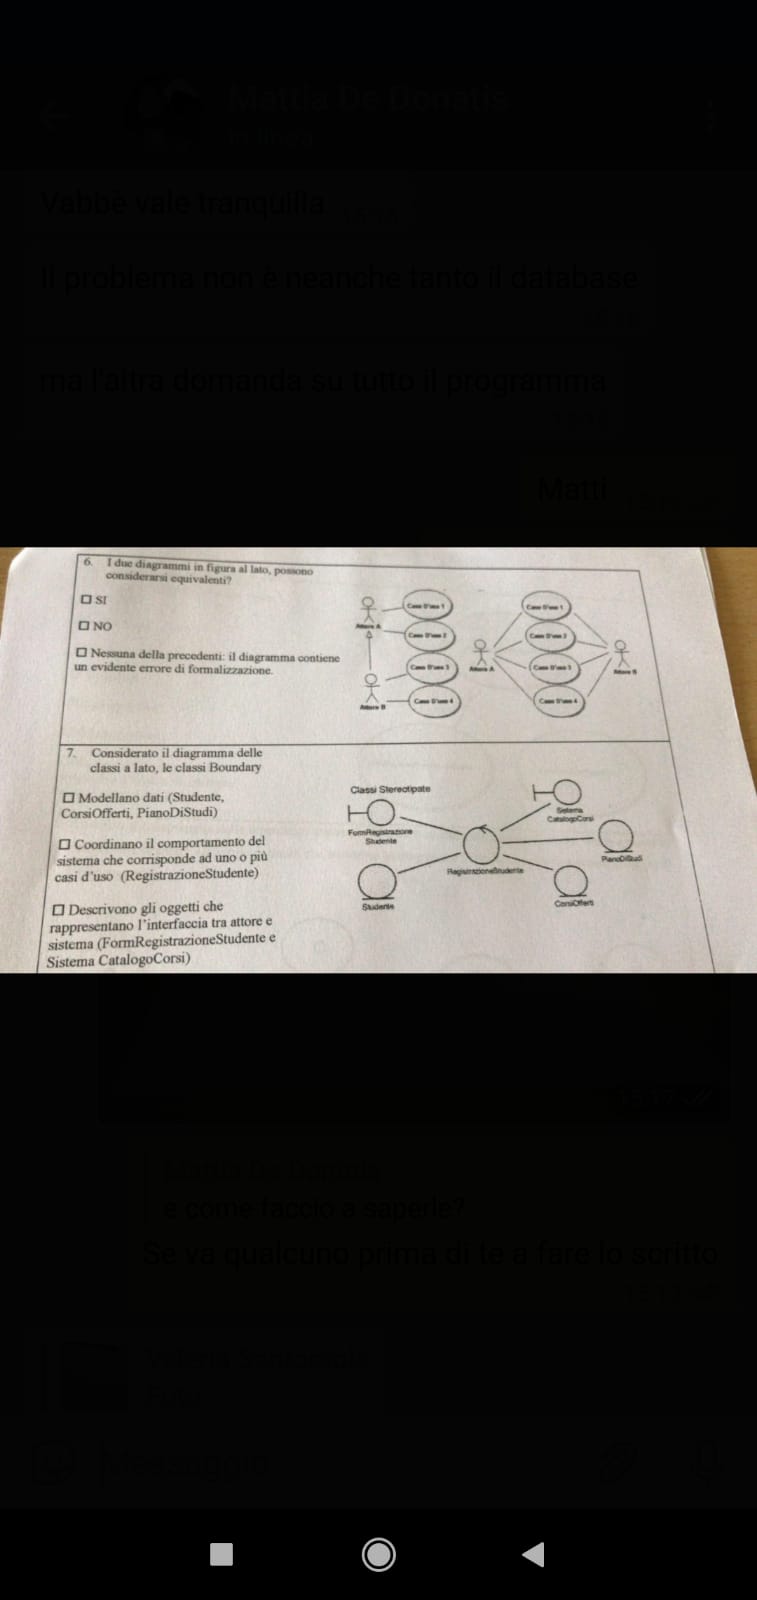 Mattia De Donatis
in linea
Vabbè vale tranquilla
Il problema non è neanche tanto il database
ma l'altra domanda su tutto il programma
Matti
6. I due diagrammi in figura al lato, possono
considerarsi equivalenti?
SI
NO
Nessuna della precedenti: il diagramma contiene
un evidente errore di formalizzazione.
Caso D'uso 1
Caso D'uso 2
Caso D'uso 3
Caso D'uso 4
Attore A
Attore B
Caso D'uso 1
Caso D'uso 2
Caso D'uso 3
Caso D'uso 4
Attore A
Attore B
7. Considerato il diagramma delle
classi a lato, le classi Boundary
Modellano dati (Studente,
CorsiOfferti, PianoDiStudi)
Coordinano il comportamento del
sistema che corrisponde ad uno o più
casi d'uso (RegistrazioneStudente)
Descrivono gli oggetti che
rappresentano l'interfaccia tra attore e
sistema (FormRegistrazioneStudente e
Sistema CatalogoCorsi)
Classi Stereotipate
FormRegistrazione
Studente
Sistema
CatalogoCorsi
RegistrazioneStudente
PianoDiStudi
Studente
CorsiOfferti
15:17
Mattia De Donatis
e come faccio a saperle?
Se va qualcuno prima di te a fare lo scritto
Foto
Messaggio